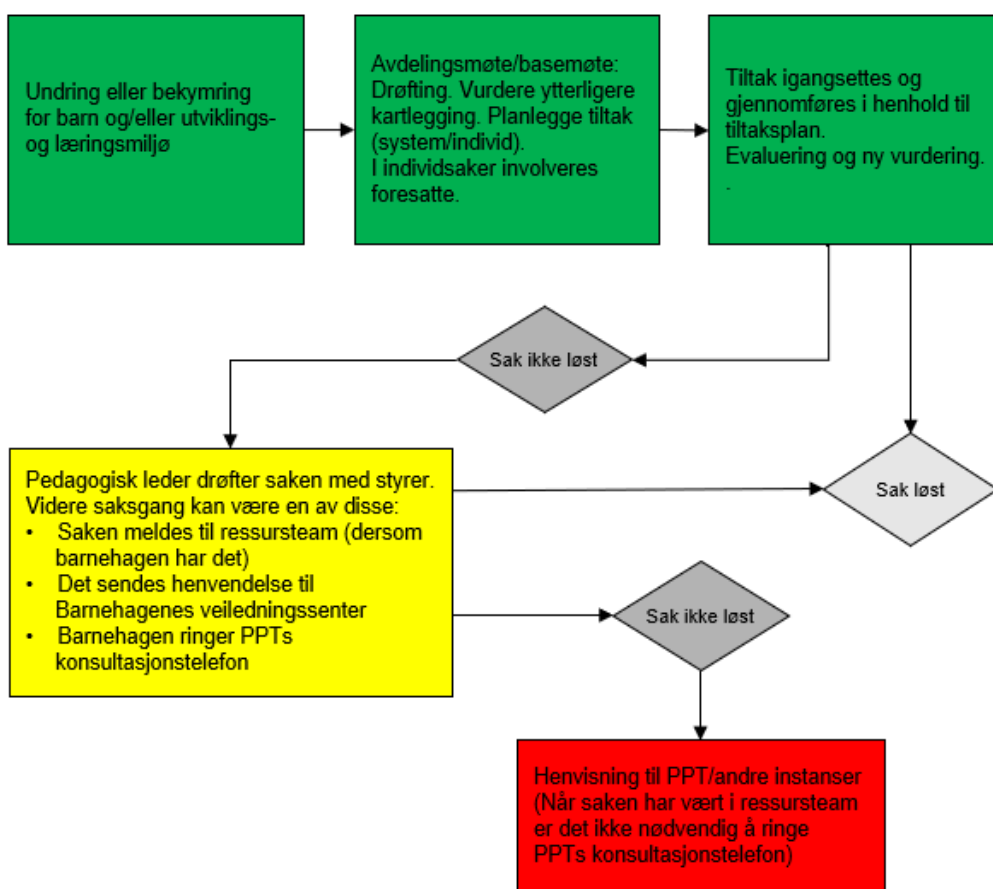 Undring eller bekymring
for barn og/eller utviklings-
og læringsmiljø
Avdelingsmøte/basemøte:
Drøfting. Vurdere ytterligere
kartlegging. Planlegge tiltak
(system/individ).
I individsaker involveres
foresatte.
Tiltak igangsettes og
gjennomføres i henhold til
tiltaksplan.
Evaluering og ny vurdering.
.
Sak ikke løst
Pedagogisk leder drøfter saken med styrer.
Videre saksgang kan være en av disse:
• Saken meldes til ressursteam (dersom
barnehagen har det)
• Det sendes henvendelse til
Barnehagenes veiledningssenter
• Barnehagen ringer PPTs
konsultasjonstelefon
Sak løst
Sak ikke løst
Henvisning til PPT/andre instanser
(Når saken har vært i ressursteam
er det ikke nødvendig å ringe
PPTs konsultasjonstelefon)